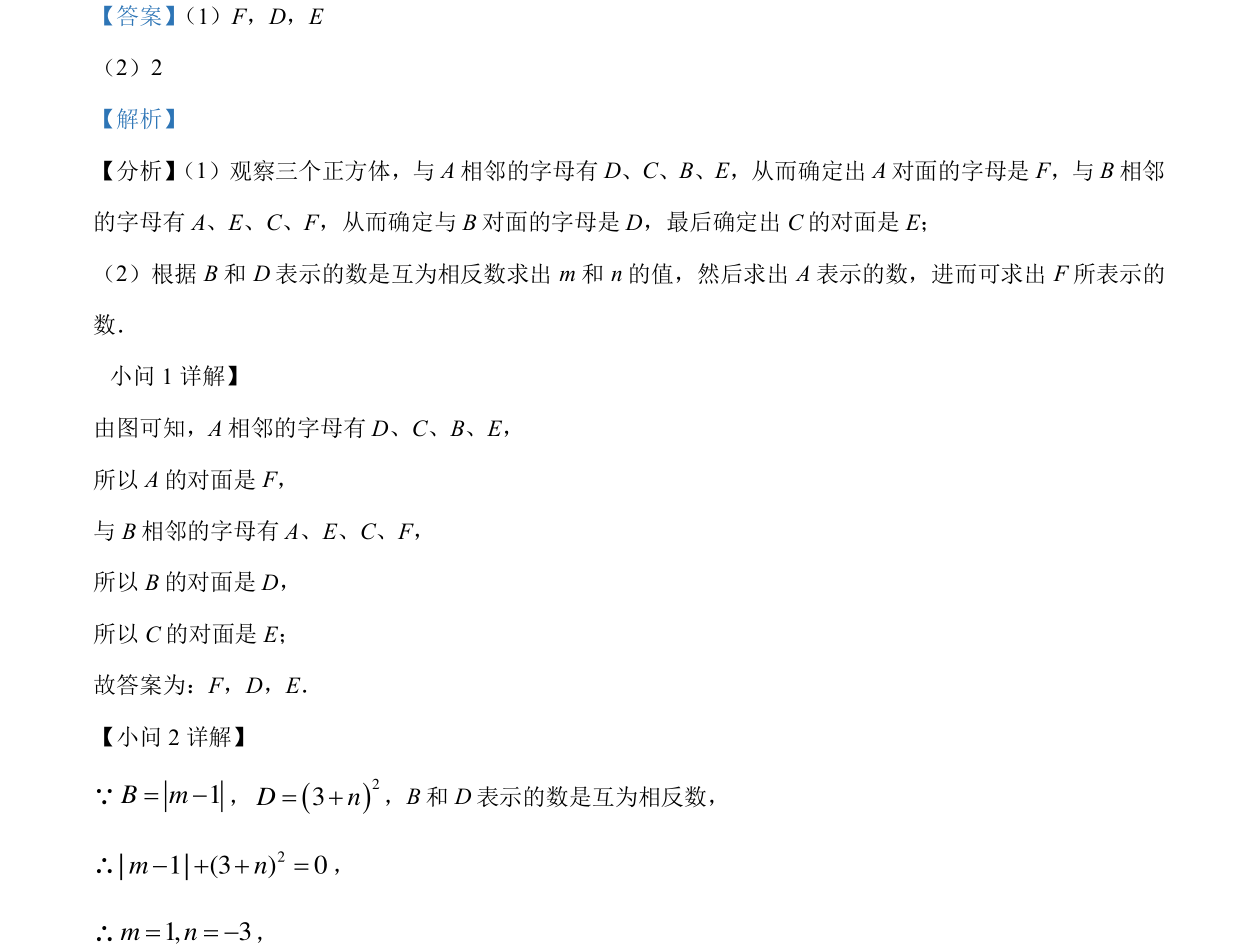 【答案】（1）F，D，E
（2）2
【解析】
【分析】（1）观察三个正方体，与 A 相邻的字母有 D、C、B、E，从而确定出 A 对面的字母是 F，与 B 相邻
的字母有 A、E、C、F，从而确定与 B 对面的字母是 D，最后确定出 C 的对面是 E；
（2）根据 B 和 D 表示的数是互为相反数求出 m 和 n 的值，然后求出 A 表示的数，进而可求出 F 所表示的
数．
小问 1 详解】
由图可知，A 相邻的字母有 D、C、B、E，
所以 A 的对面是 F，
与 B 相邻的字母有 A、E、C、F，
所以 B 的对面是 D，
所以 C 的对面是 E；
故答案为：F，D，E．
【小问 2 详解】
∵ B = |m−1|，D = (3+n)²，B 和 D 表示的数是互为相反数，
∴ |m−1|+(3+n)² = 0，
∴ m = 1, n = −3，